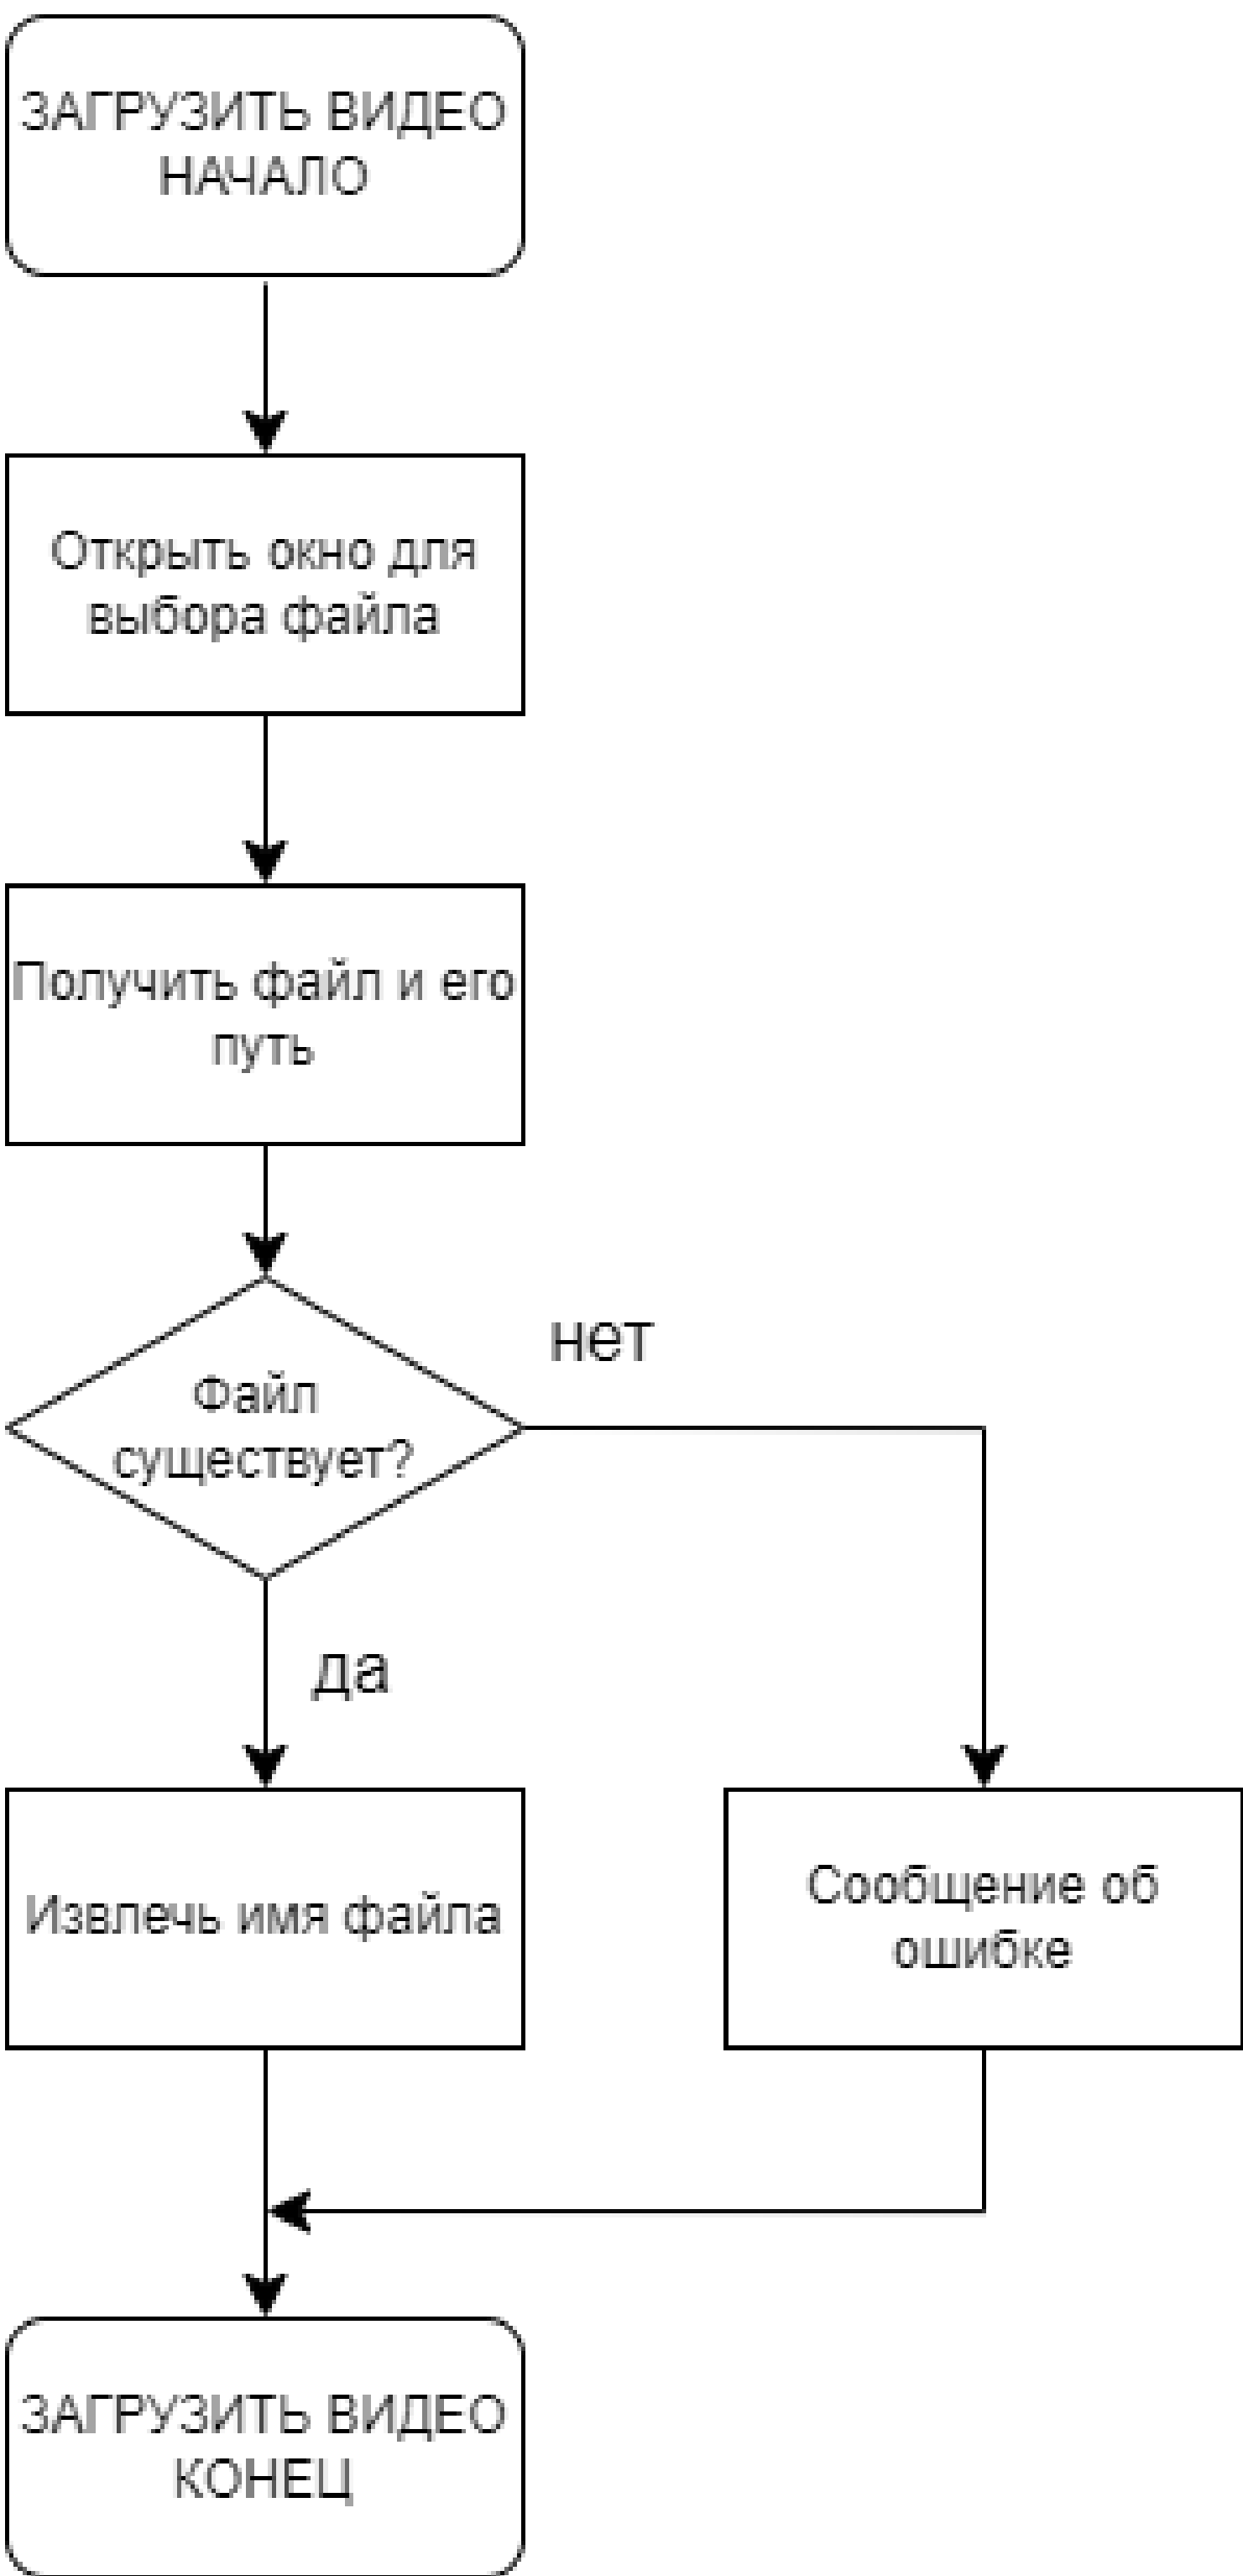 ЗАГРУЗИТЬ ВИДЕО
НАЧАЛО
Открыть окно для
выбора файла
Получить файл и его
путь
Файл
существует?
нет
да
Извлечь имя файла
Сообщение об
ошибке
ЗАГРУЗИТЬ ВИДЕО
КОНЕЦ